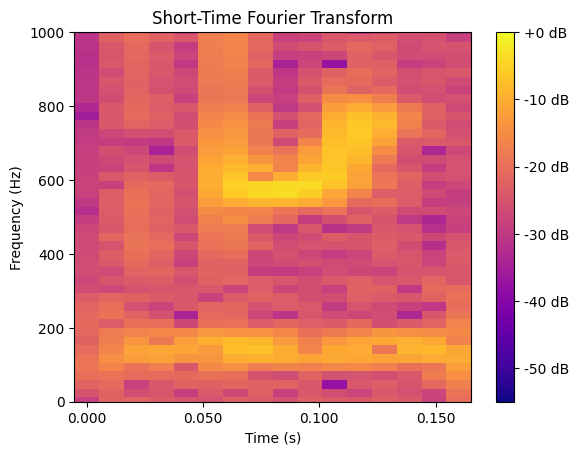 Short-Time Fourier Transform
Frequency (Hz)
1000
800
600
400
200
0
0.000
0.050
0.100
0.150
Time (s)
+0 dB
-10 dB
-20 dB
-30 dB
-40 dB
-50 dB